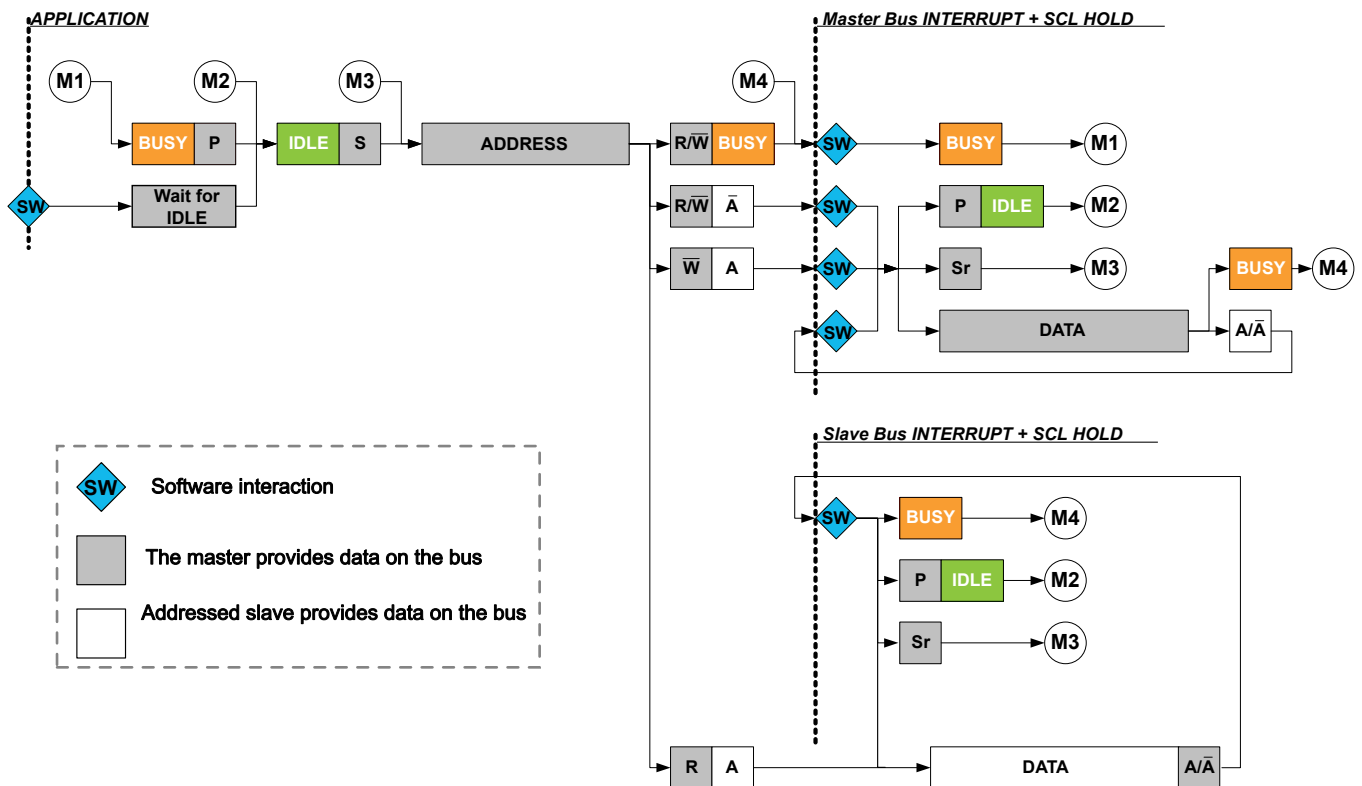 APPLICATION
Master Bus INTERRUPT + SCL HOLD
M1
M2
M3
M4
BUSY P
IDLE S
ADDRESS
R/W̅ BUSY
SW
BUSY
M1
SW
Wait for
IDLE
R/W̅ A̅
SW
P IDLE
M2
W̅ A
SW
Sr
M3
BUSY
M4
SW
DATA
A/A̅
Slave Bus INTERRUPT + SCL HOLD
SW
Software interaction
The master provides data on the bus
Addressed slave provides data on the bus
SW
BUSY
M4
P IDLE
M2
Sr
M3
R A
DATA
A/A̅